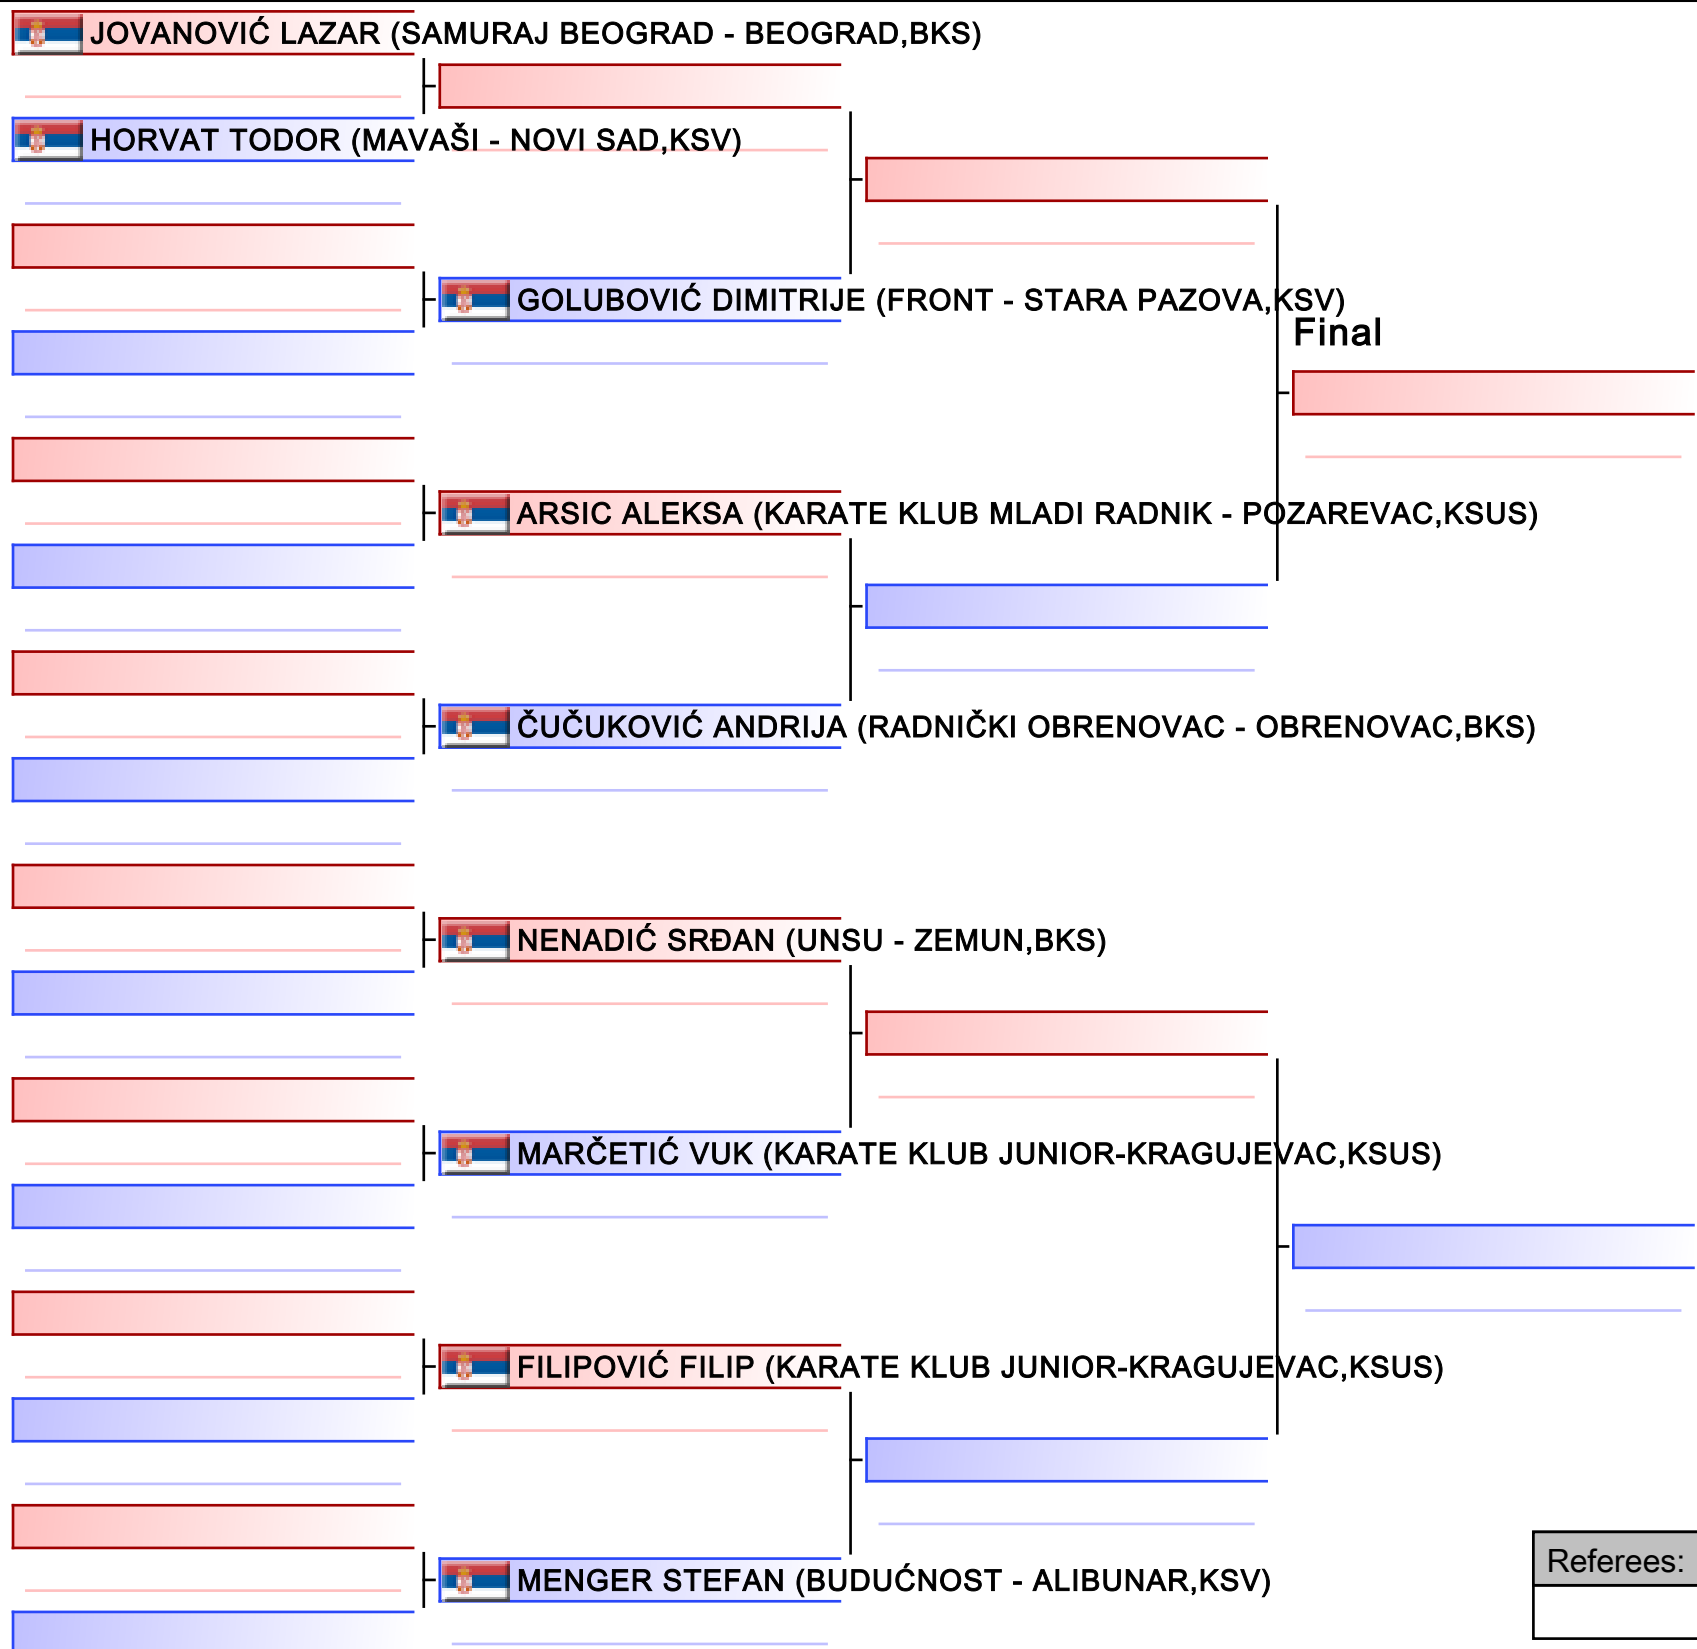 JOVANOVIĆ LAZAR (SAMURAJ BEOGRAD - BEOGRAD,BKS)
HORVAT TODOR (MAVAŠI - NOVI SAD,KSV)
GOLUBOVIĆ DIMITRIJE (FRONT - STARA PAZOVA,KSV)
Final
ARSIC ALEKSA (KARATE KLUB MLADI RADNIK - POZAREVAC,KSUS)
ČUČUKOVIĆ ANDRIJA (RADNIČKI OBRENOVAC - OBRENOVAC,BKS)
NENADIĆ SRĐAN (UNSU - ZEMUN,BKS)
MARČETIĆ VUK (KARATE KLUB JUNIOR-KRAGUJEVAC,KSUS)
FILIPOVIĆ FILIP (KARATE KLUB JUNIOR-KRAGUJEVAC,KSUS)
MENGER STEFAN (BUDUĆNOST - ALIBUNAR,KSV)
Referees: